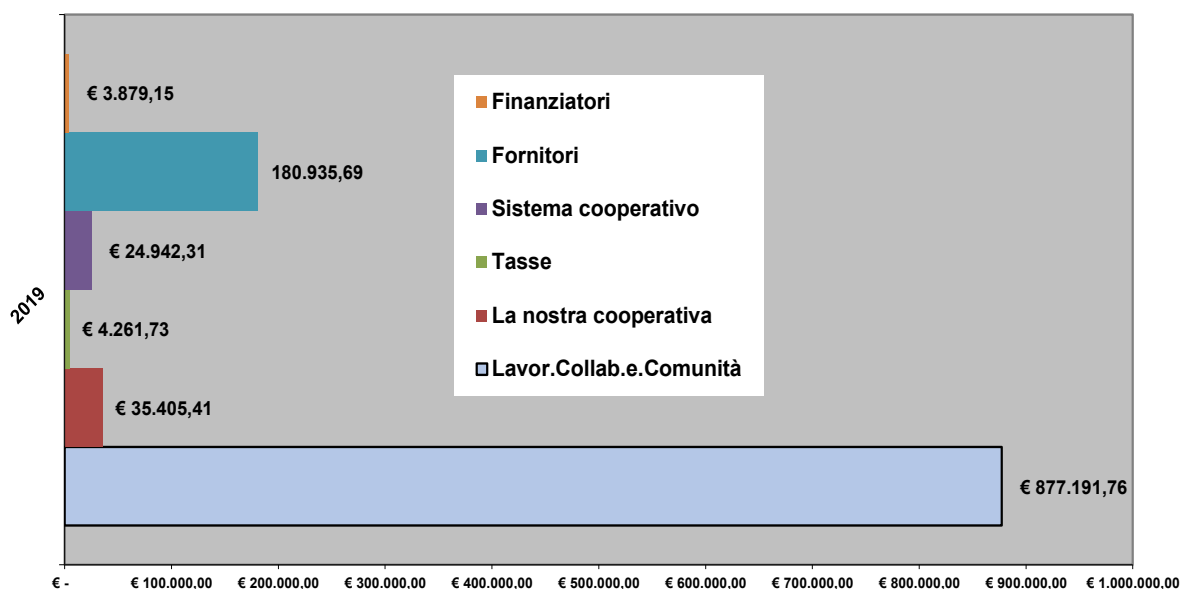 € 3.879,15
180.935,69
€ 24.942,31
€ 4.261,73
€ 35.405,41
€ 877.191,76
2019
Finanziatori
Fornitori
Sistema cooperativo
Tasse
La nostra cooperativa
Lavor.Collab.e.Comunità
€ - € 100.000,00 € 200.000,00 € 300.000,00 € 400.000,00 € 500.000,00 € 600.000,00 € 700.000,00 € 800.000,00 € 900.000,00 € 1.000.000,00